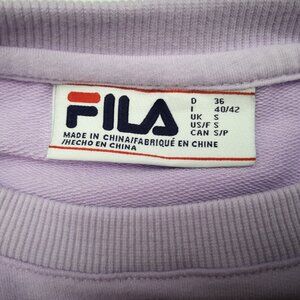 FILA
D 36
I 40/42
UK S
US/F S
CAN S/P
MADE IN CHINA/FABRIQUÉ EN CHINE
/HECHO EN CHINA